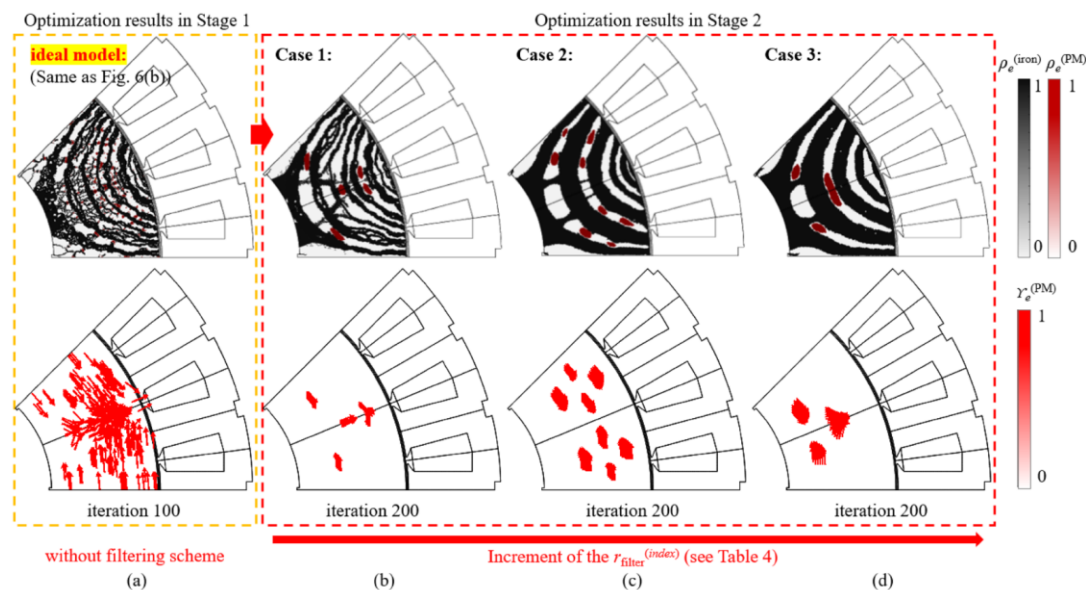 Optimization results in Stage 1
Optimization results in Stage 2
ideal model:
(Same as Fig. 6(b))
Case 1:
Case 2:
Case 3:
ρe(iron) ρe(PM)
1 1
0 0
ϒe(PM)
1
0
iteration 100
iteration 200
iteration 200
iteration 200
without filtering scheme
Increment of the rfilter(index) (see Table 4)
(a)
(b)
(c)
(d)